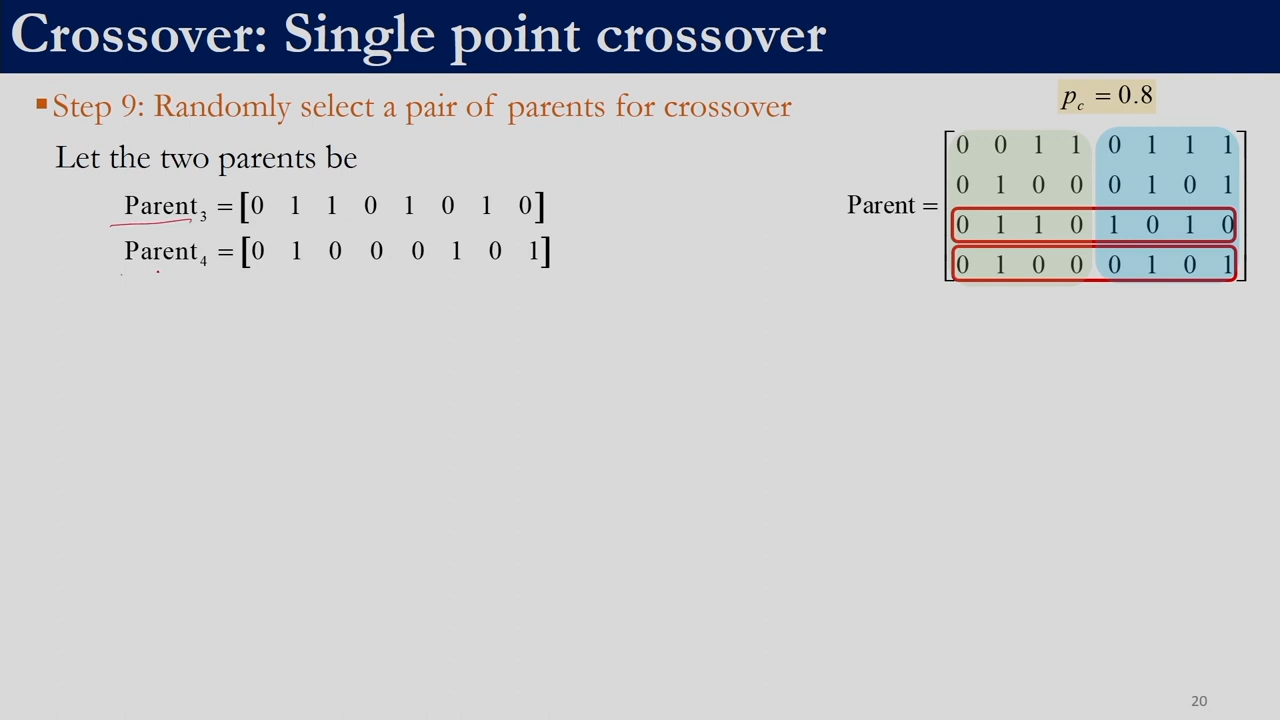 Crossover: Single point crossover
▪Step 9: Randomly select a pair of parents for crossover
p_c = 0.8
Let the two parents be
Parent_3 = [0 1 1 0 1 0 1 0]
Parent_4 = [0 1 0 0 0 1 0 1]
Parent =
0 0 1 1 0 1 1 1
0 1 0 0 0 1 0 1
0 1 1 0 1 0 1 0
0 1 0 0 0 1 0 1
20